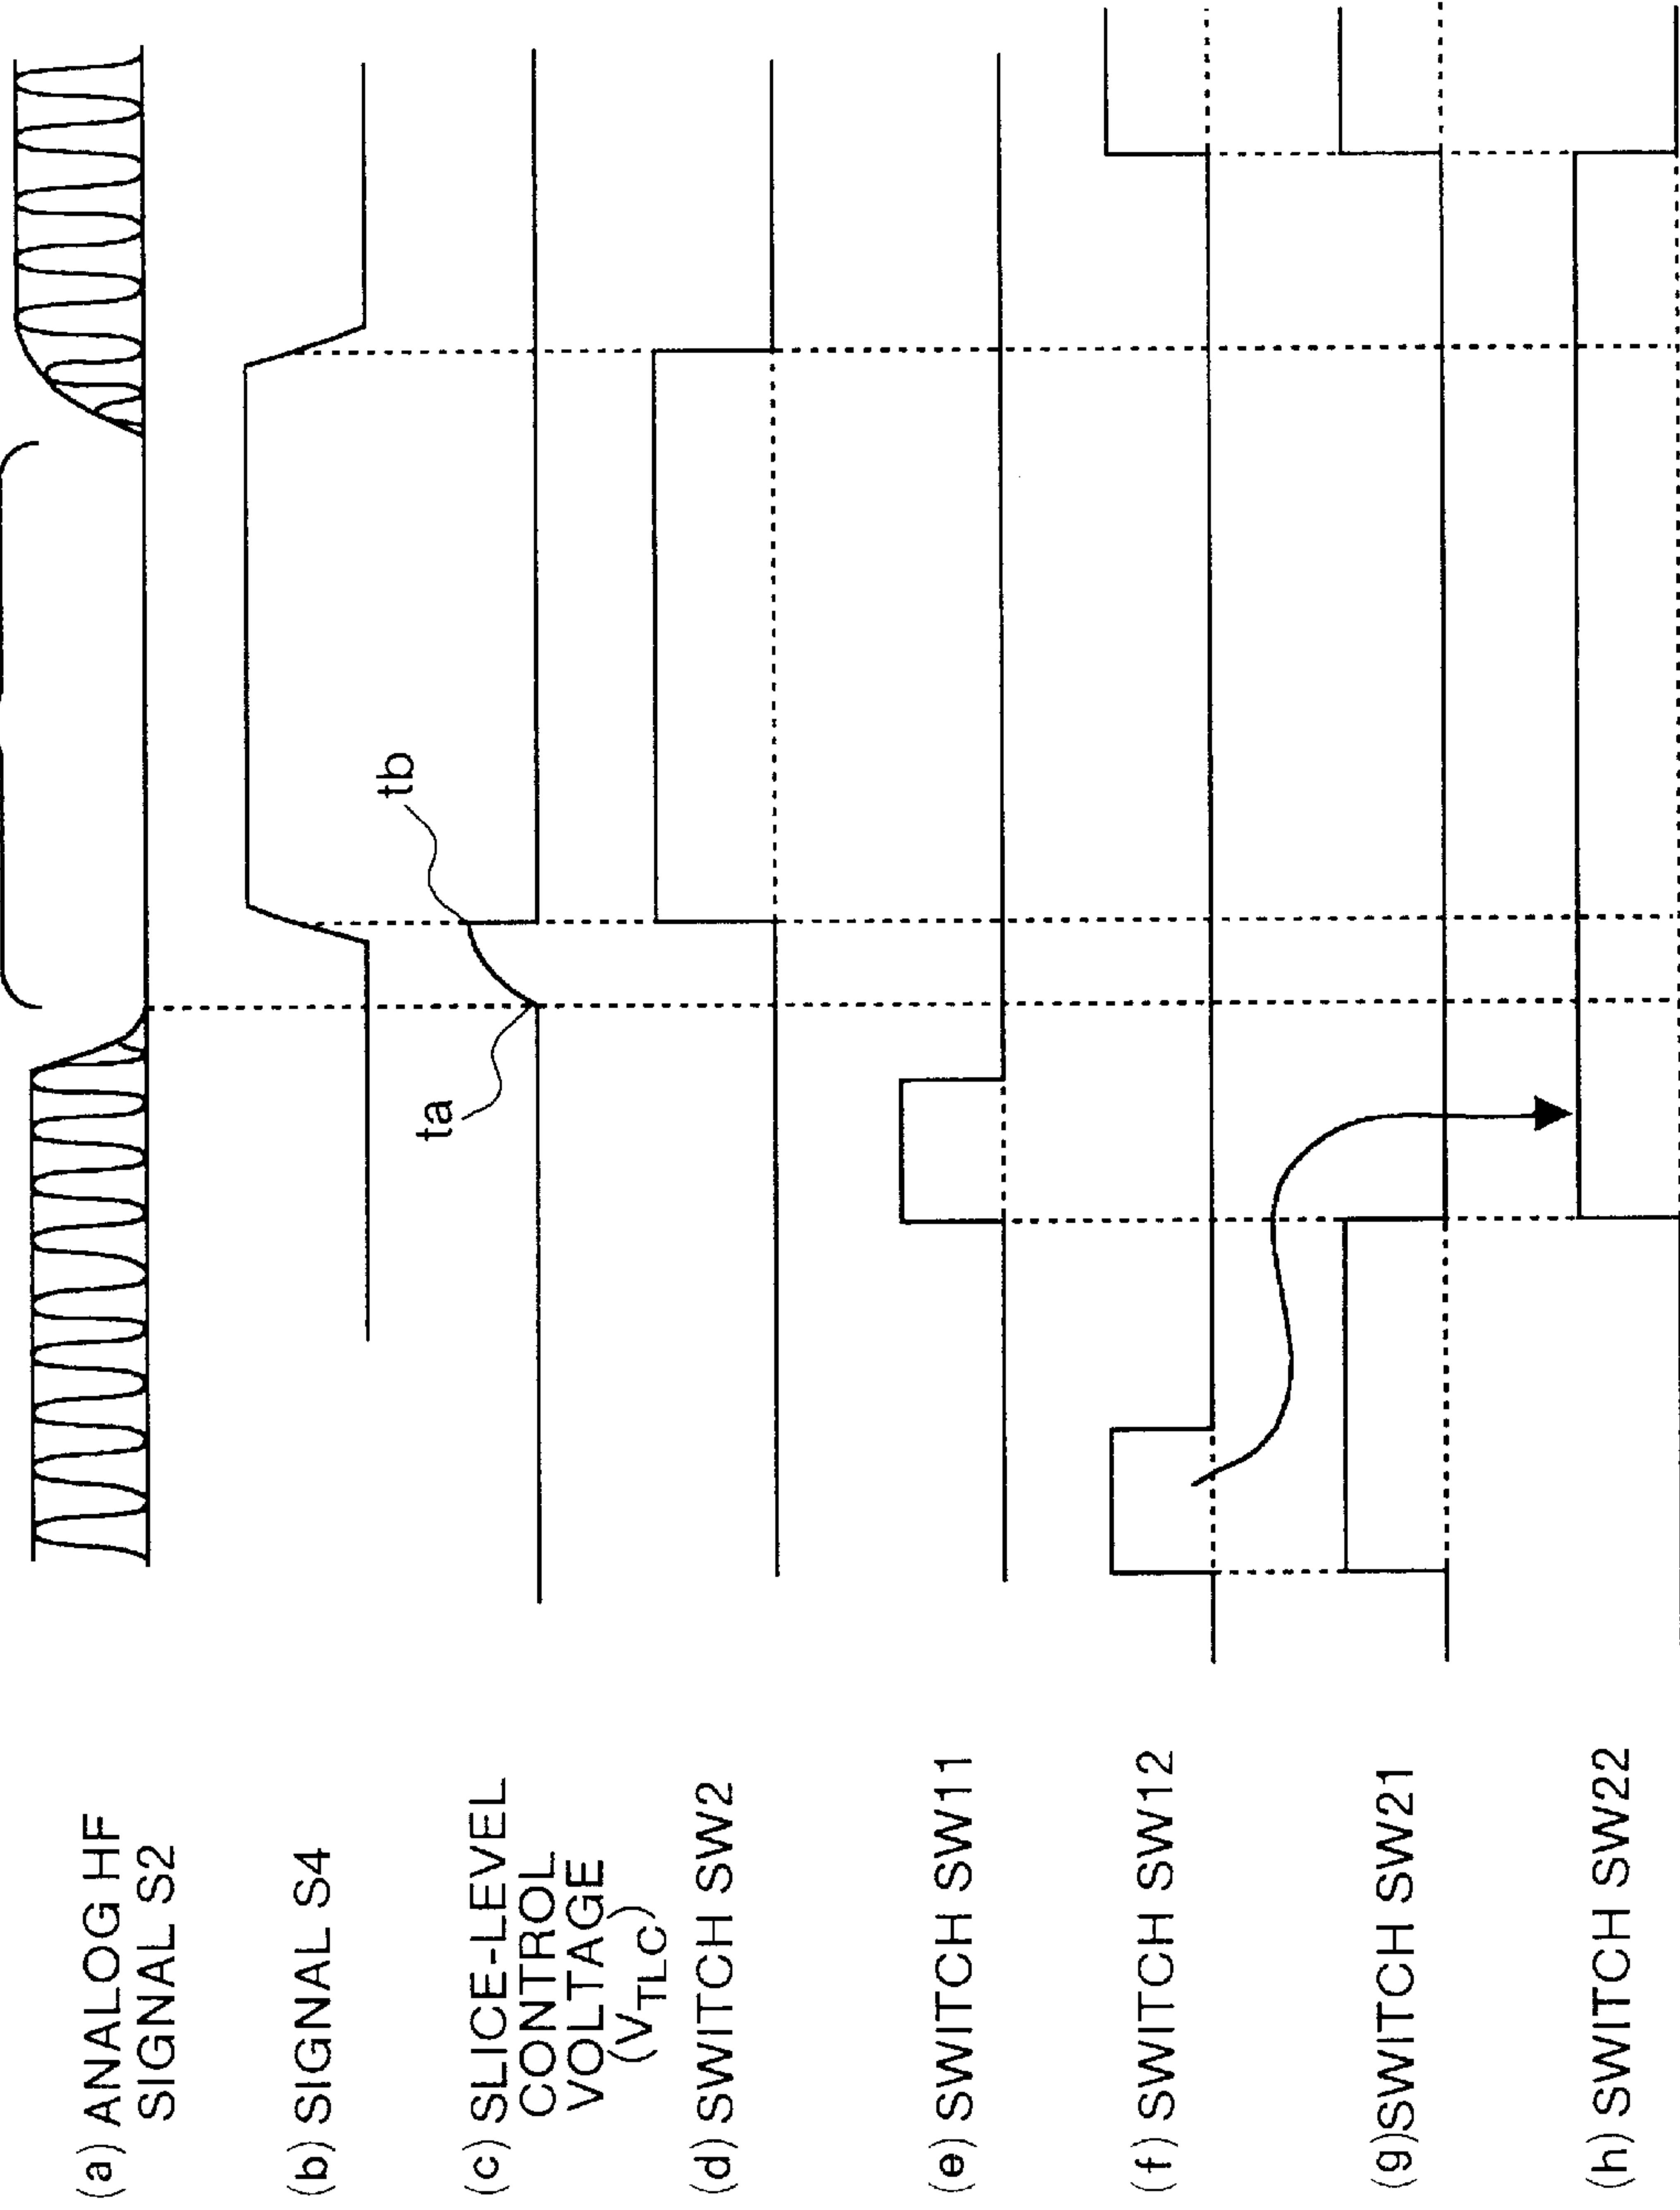 (a) ANALOG HF
SIGNAL S2
(b) SIGNAL S4
(c) SLICE-LEVEL
CONTROL
VOLTAGE
(VTLC)
(d) SWITCH SW2
(e) SWITCH SW11
(f) SWITCH SW12
(g)SWITCH SW21
(h) SWITCH SW22
ta
tb